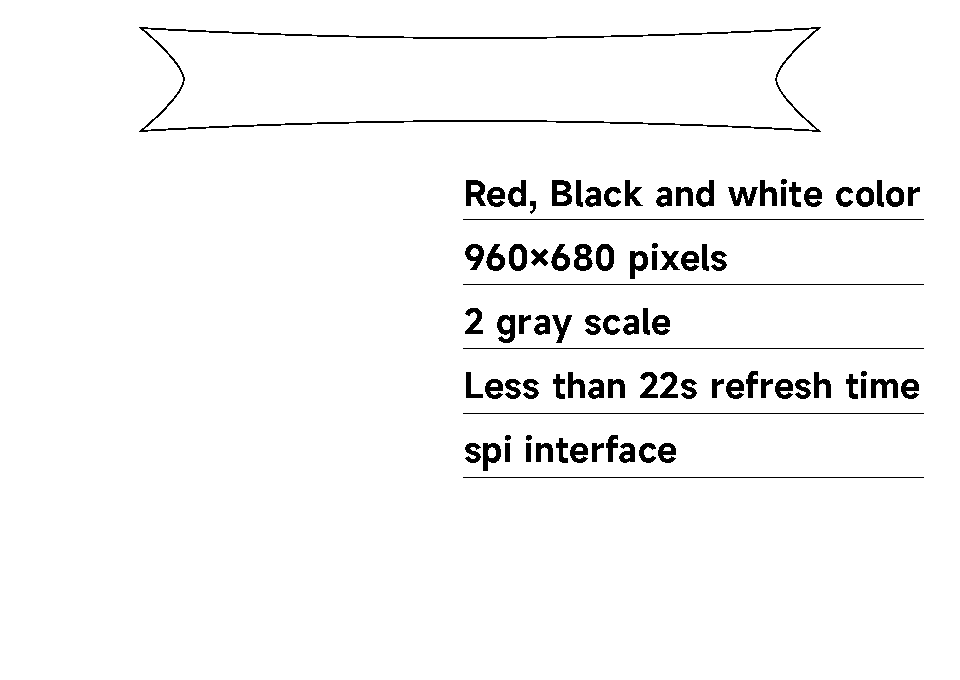 Red, Black and white color
960×680 pixels
2 gray scale
Less than 22s refresh time
spi interface